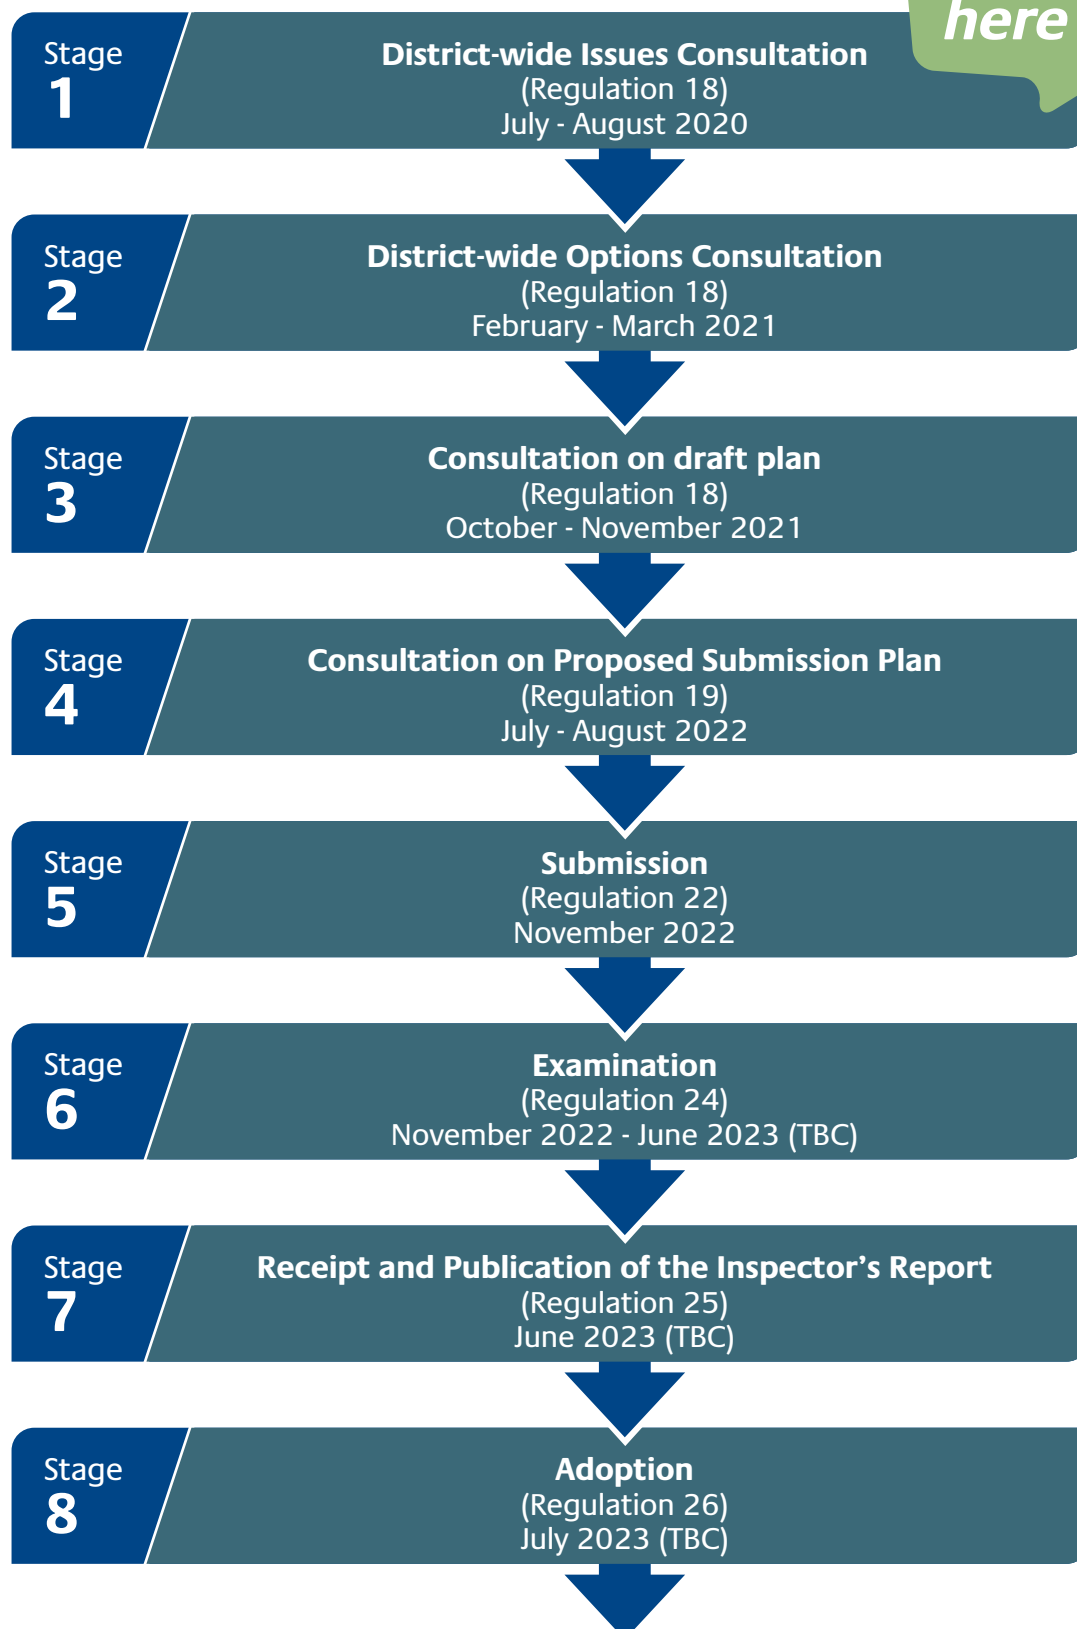 here
Stage
1
District-wide Issues Consultation
(Regulation 18)
July - August 2020
Stage
2
District-wide Options Consultation
(Regulation 18)
February - March 2021
Stage
3
Consultation on draft plan
(Regulation 18)
October - November 2021
Stage
4
Consultation on Proposed Submission Plan
(Regulation 19)
July - August 2022
Stage
5
Submission
(Regulation 22)
November 2022
Stage
6
Examination
(Regulation 24)
November 2022 - June 2023 (TBC)
Stage
7
Receipt and Publication of the Inspector’s Report
(Regulation 25)
June 2023 (TBC)
Stage
8
Adoption
(Regulation 26)
July 2023 (TBC)